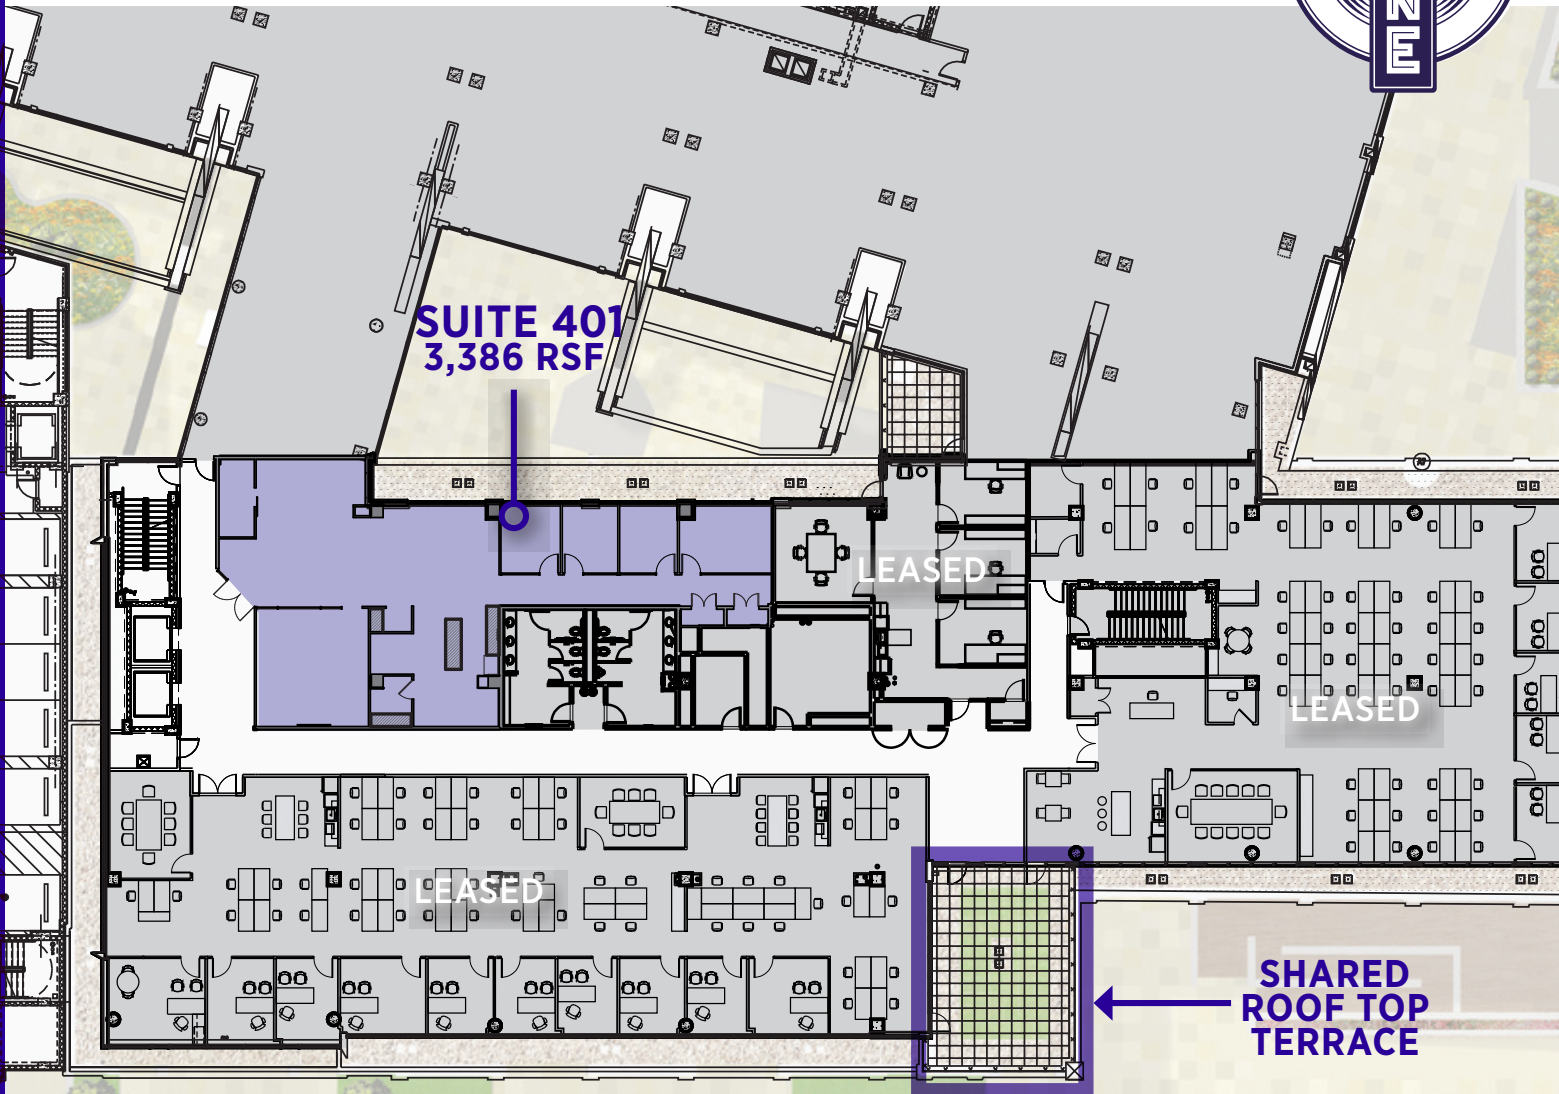 NE
SUITE 401
3,386 RSF
LEASED
LEASED
LEASED
SHARED
ROOF TOP
TERRACE